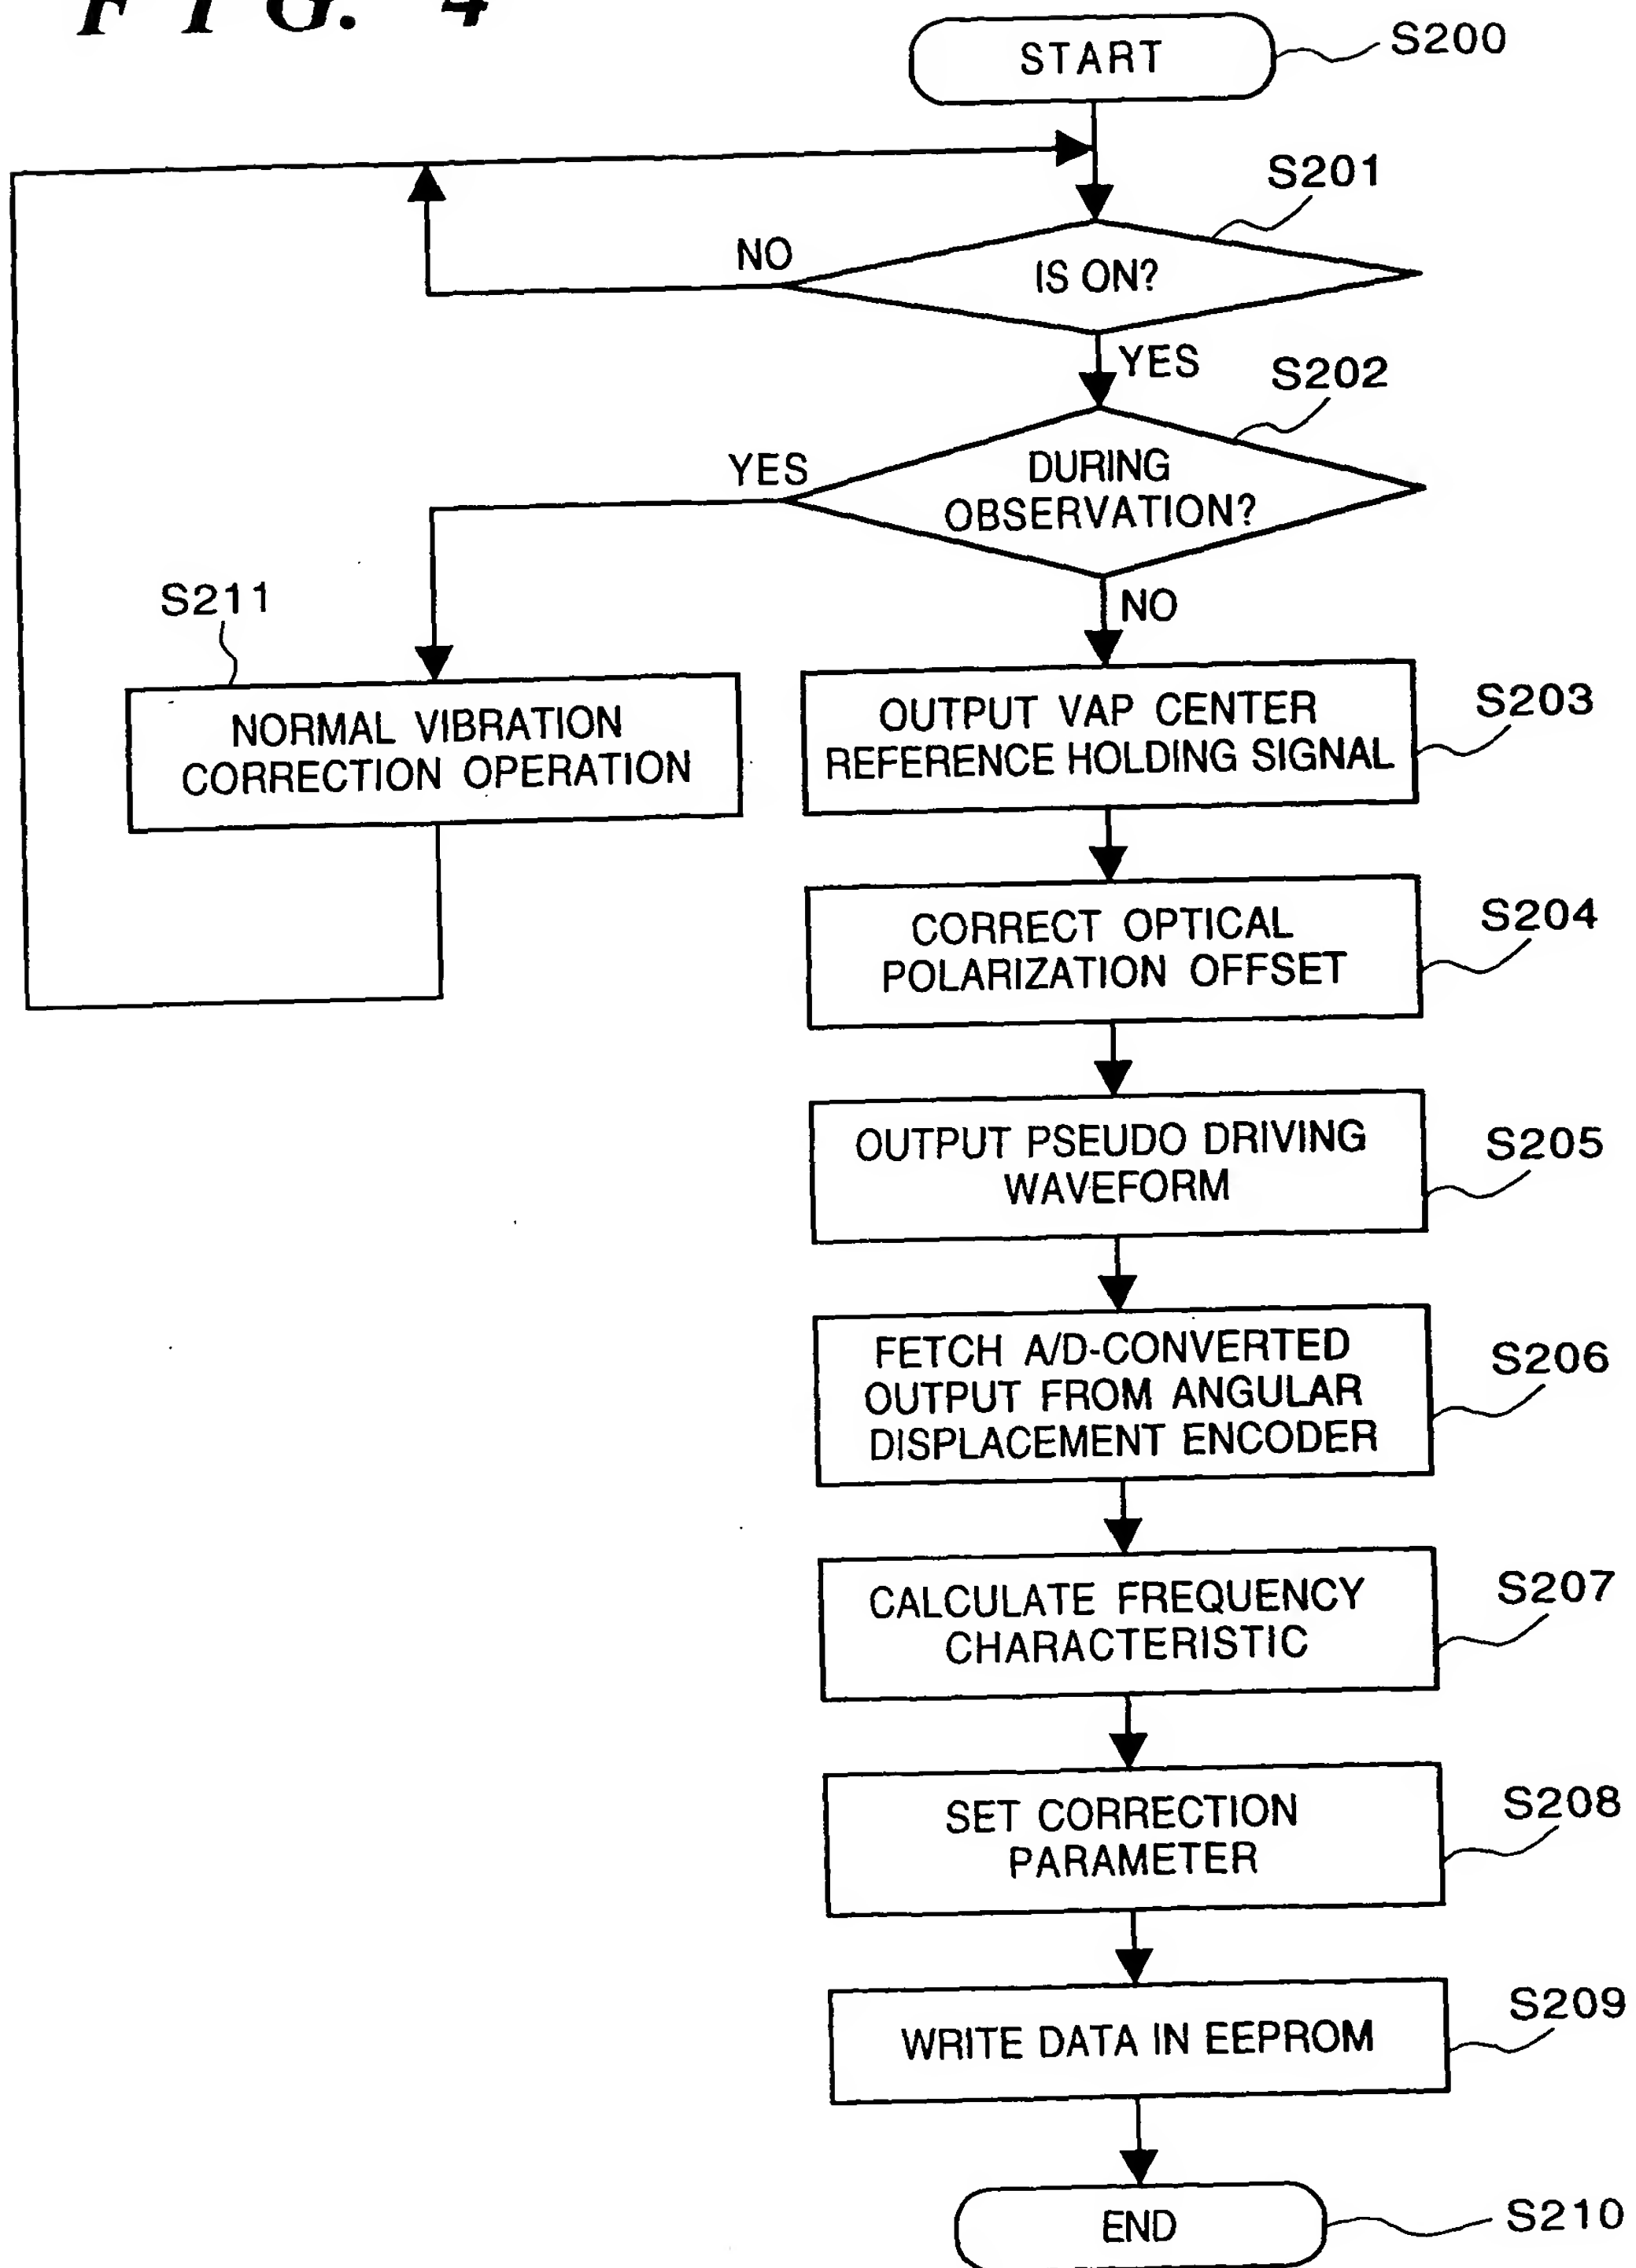 FIG. 4
START
S200
S201
NO
IS ON?
YES
S202
YES
DURING
OBSERVATION?
NO
S211
NORMAL VIBRATION
CORRECTION OPERATION
OUTPUT VAP CENTER
REFERENCE HOLDING SIGNAL
S203
CORRECT OPTICAL
POLARIZATION OFFSET
S204
OUTPUT PSEUDO DRIVING
WAVEFORM
S205
FETCH A/D-CONVERTED
OUTPUT FROM ANGULAR
DISPLACEMENT ENCODER
S206
CALCULATE FREQUENCY
CHARACTERISTIC
S207
SET CORRECTION
PARAMETER
S208
WRITE DATA IN EEPROM
S209
END
S210